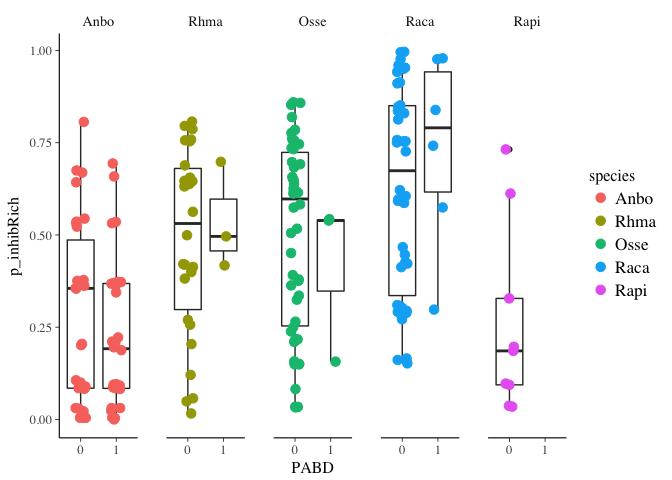 Anbo Rhma Osse Raca Rapi
1.00
0.75
0.50
0.25
0.00
p_inhibRich
0 1 0 1 0 1 0 1 0 1
PABD
species
Anbo
Rhma
Osse
Raca
Rapi